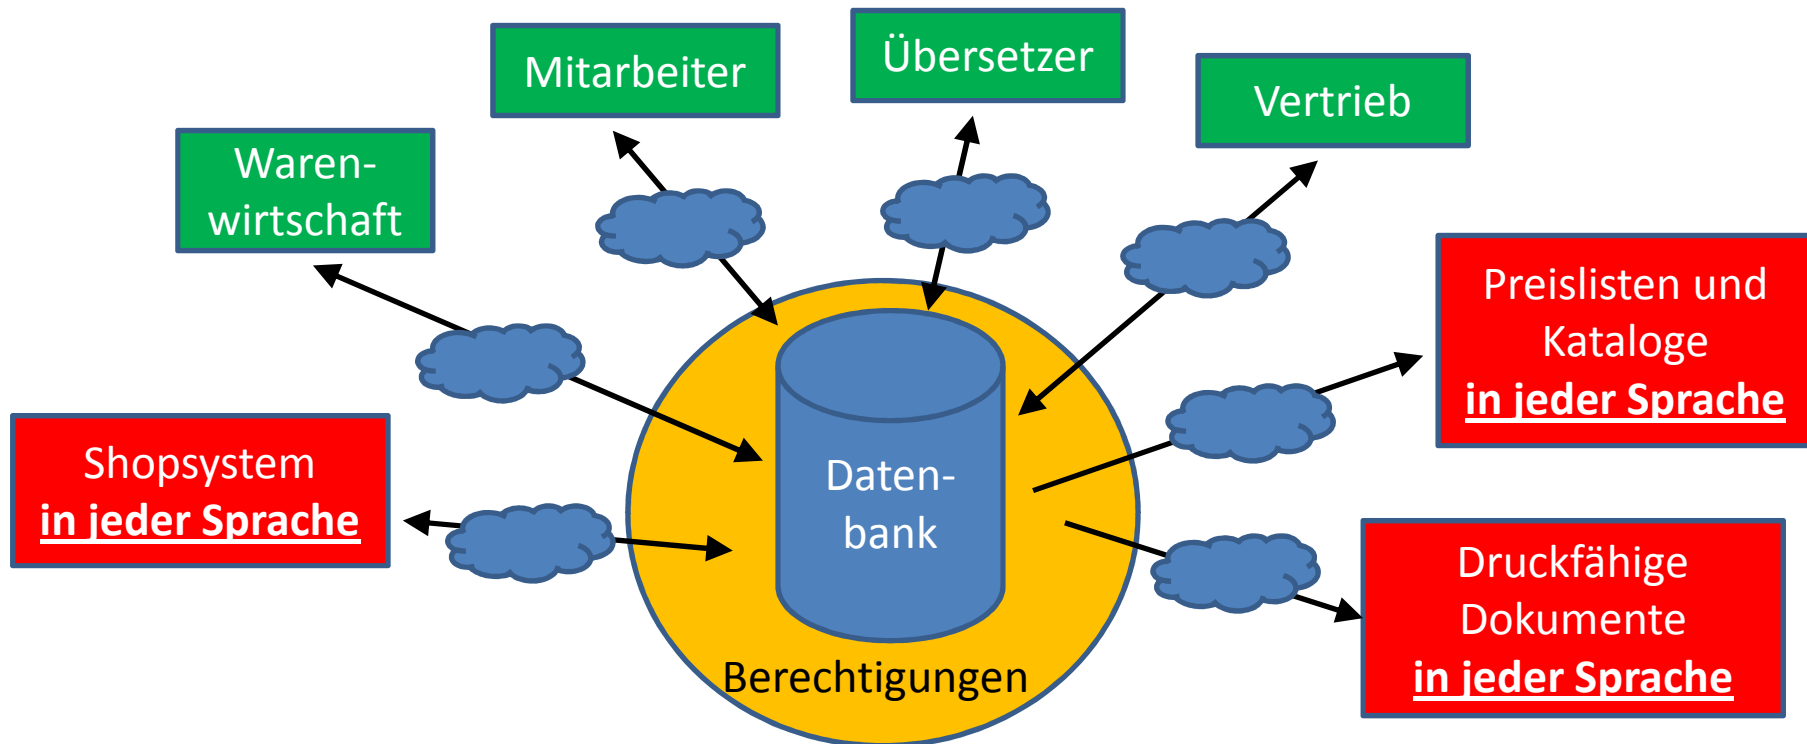 Übersetzer
Mitarbeiter
Vertrieb
Waren-
wirtschaft
Preislisten und
Kataloge
in jeder Sprache
Shopsystem
in jeder Sprache
Daten-
bank
Druckfähige
Dokumente
in jeder Sprache
Berechtigungen